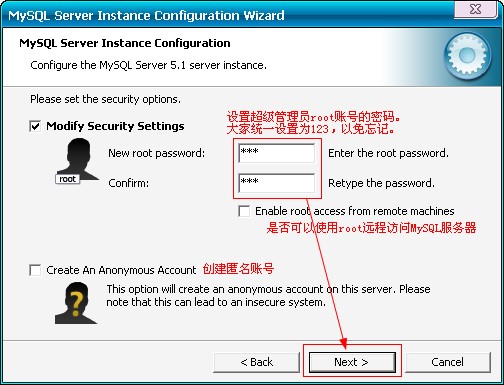 MySQL Server Instance Configuration Wizard
MySQL Server Instance Configuration
Configure the MySQL Server 5.1 server instance.
Please set the security options.
设置超级管理员root账号的密码。
大家统一设置为123，以免忘记。
Modify Security Settings
root
New root password:
***
Enter the root password.
Confirm:
***
Retype the password.
Enable root access from remote machines
是否可以使用root远程访问MySQL服务器
Create An Anonymous Account
创建匿名账号
?
This option will create an anonymous account on this server. Please
note that this can lead to an insecure system.
< Back
Next >
Cancel